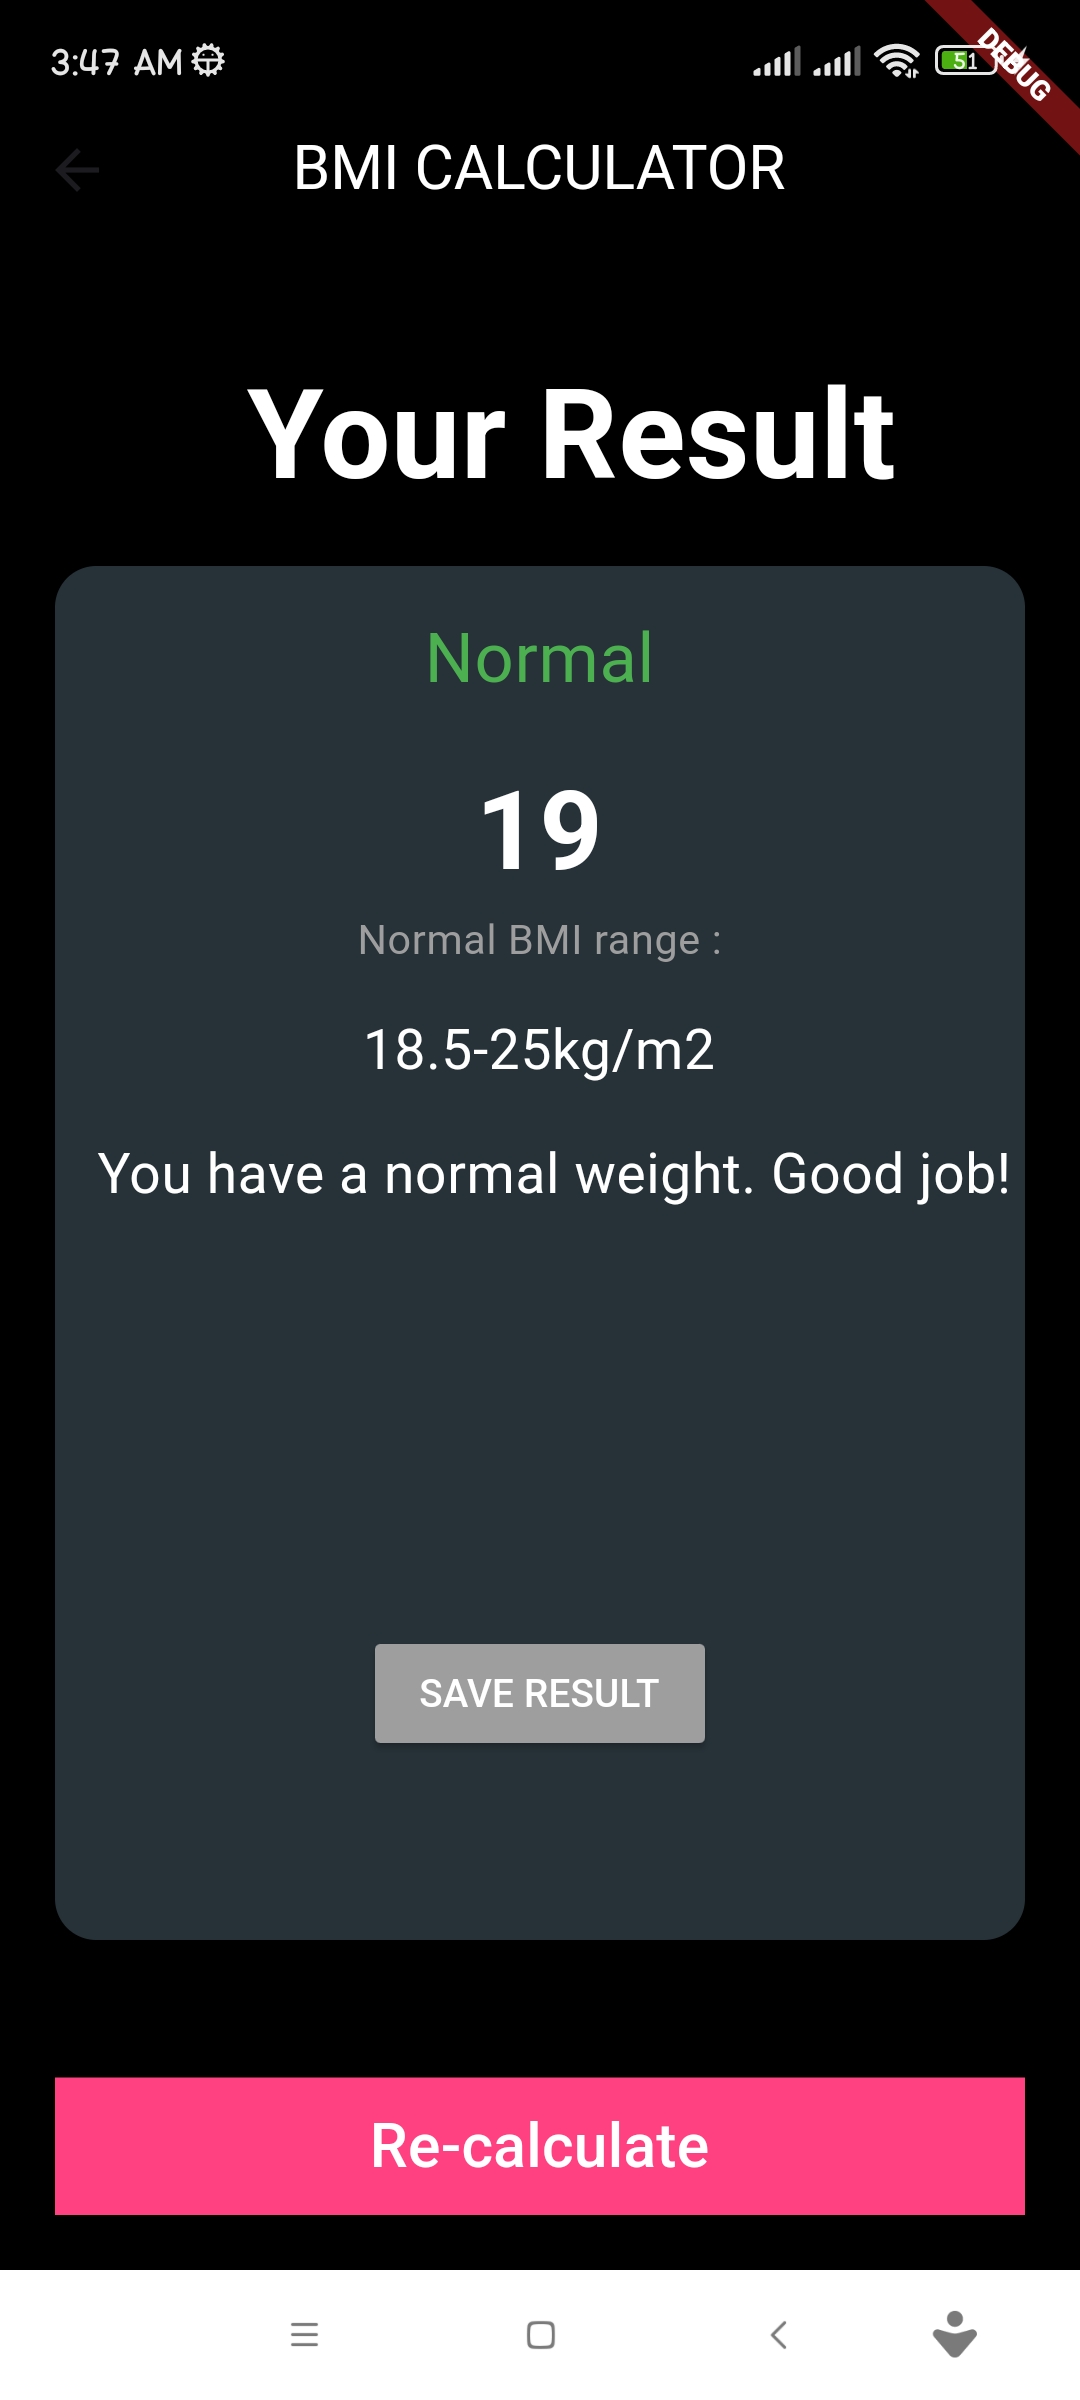 3:47 AM
51
DEBUG
BMI CALCULATOR
Your Result
Normal
19
Normal BMI range :
18.5-25kg/m2
You have a normal weight. Good job!
SAVE RESULT
Re-calculate